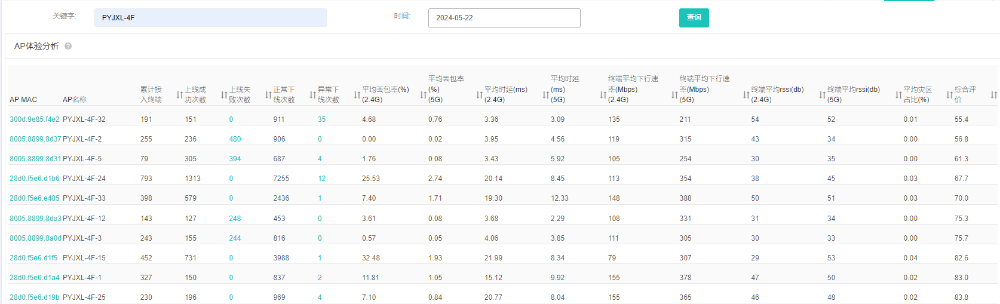 关键字: PYJXL-4F 时间: 2024-05-22 查询
AP体验分析 ?
AP MAC AP名称 累计接入终端 上线成功次数 上线失败次数 正常下线次数 异常下线次数 平均丢包率(%)(2.4G) 平均丢包率(%)(5G) 平均时延(ms)(2.4G) 平均时延(ms)(5G) 终端平均下行速率(Mbps)(2.4G) 终端平均下行速率(Mbps)(5G) 终端平均rssi(db)(2.4G) 终端平均rssi(db)(5G) 平均灾区占比(%) 综合评价
300d.9e85.f4e2 PYJXL-4F-32 191 151 0 911 35 4.68 0.76 3.36 3.09 135 211 54 52 0.01 55.4
8005.8899.8d37 PYJXL-4F-2 255 236 480 906 0 0.00 0.02 3.95 4.56 119 315 43 34 0.00 56.8
8005.8899.8d31 PYJXL-4F-5 79 305 394 687 4 1.76 0.08 3.43 5.92 105 254 30 35 0.00 61.3
28d0.f5e6.d1b6 PYJXL-4F-24 793 1313 0 7255 12 25.53 2.74 20.14 8.45 113 354 38 45 0.03 67.7
28d0.f5e6.e485 PYJXL-4F-33 398 579 0 2436 1 7.40 1.71 19.30 12.33 148 388 50 51 0.03 70.0
8005.8899.8da3 PYJXL-4F-12 143 127 248 453 0 3.61 0.08 3.68 2.29 108 331 31 34 0.00 75.3
8005.8899.8a0d PYJXL-4F-3 243 155 244 816 0 0.57 0.05 4.06 3.85 111 305 30 33 0.00 75.7
28d0.f5e6.d1f5 PYJXL-4F-15 452 731 0 3988 1 32.48 1.93 21.99 8.34 79 307 29 53 0.04 82.6
28d0.f5e6.d1a4 PYJXL-4F-1 327 150 0 837 2 11.81 1.05 15.12 9.92 155 378 47 50 0.02 83.0
28d0.f5e6.d19b PYJXL-4F-25 230 196 0 969 4 7.10 0.84 20.77 8.04 155 365 46 48 0.02 83.8